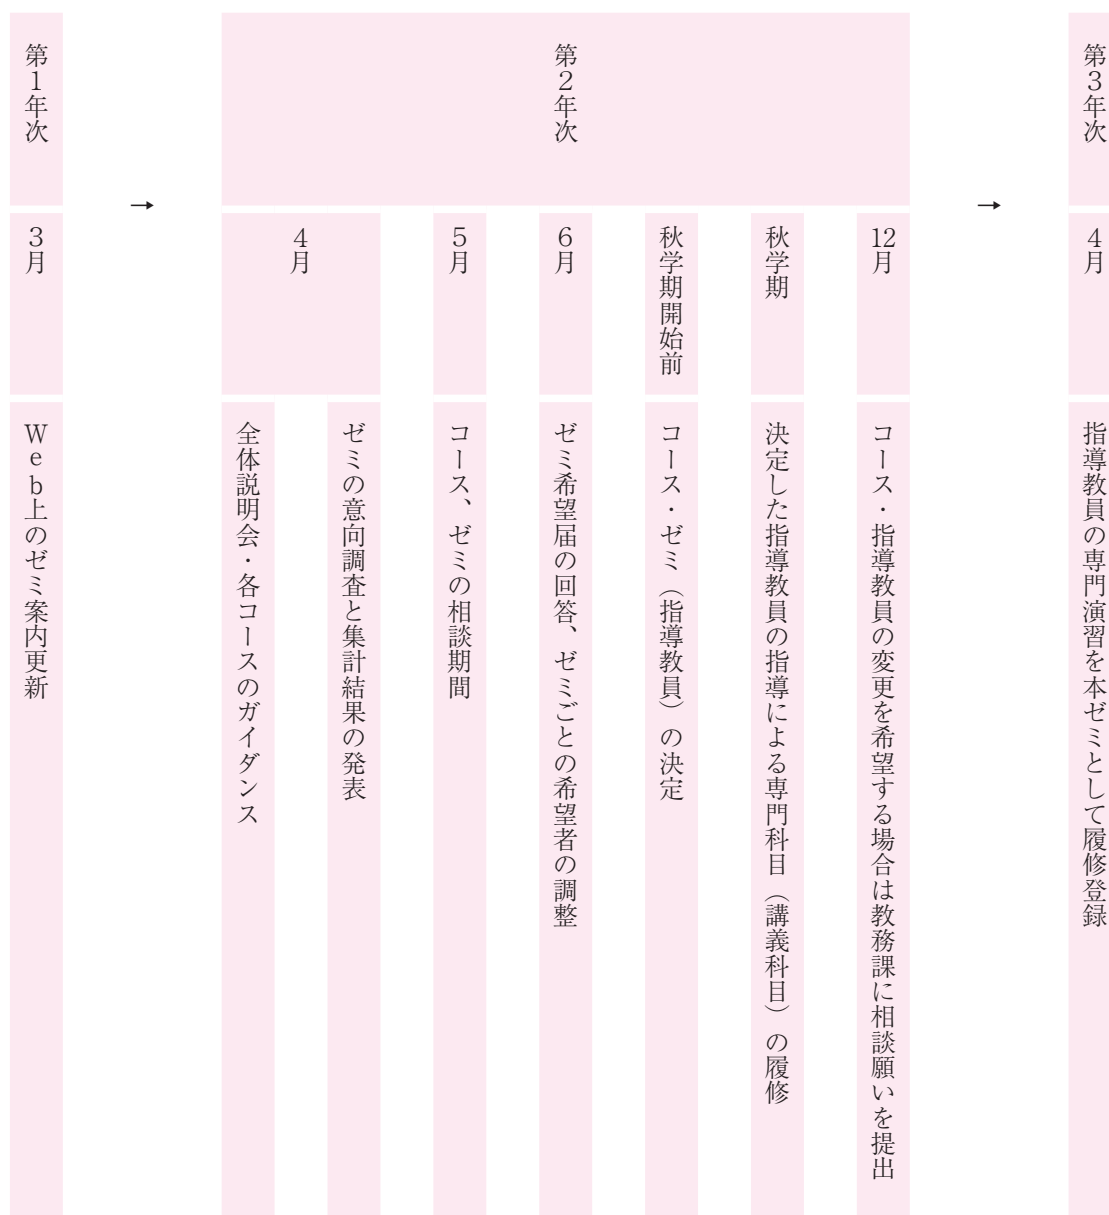 第１年次
３月
Ｗｅｂ上のゼミ案内更新
→
第２年次
４月
全体説明会・各コースのガイダンス
ゼミの意向調査と集計結果の発表
５月
コース、ゼミの相談期間
６月
ゼミ希望届の回答、ゼミごとの希望者の調整
秋学期開始前
コース・ゼミ（指導教員）の決定
秋学期
決定した指導教員の指導による専門科目（講義科目）の履修
12月
コース・指導教員の変更を希望する場合は教務課に相談願いを提出
→
第３年次
４月
指導教員の専門演習を本ゼミとして履修登録